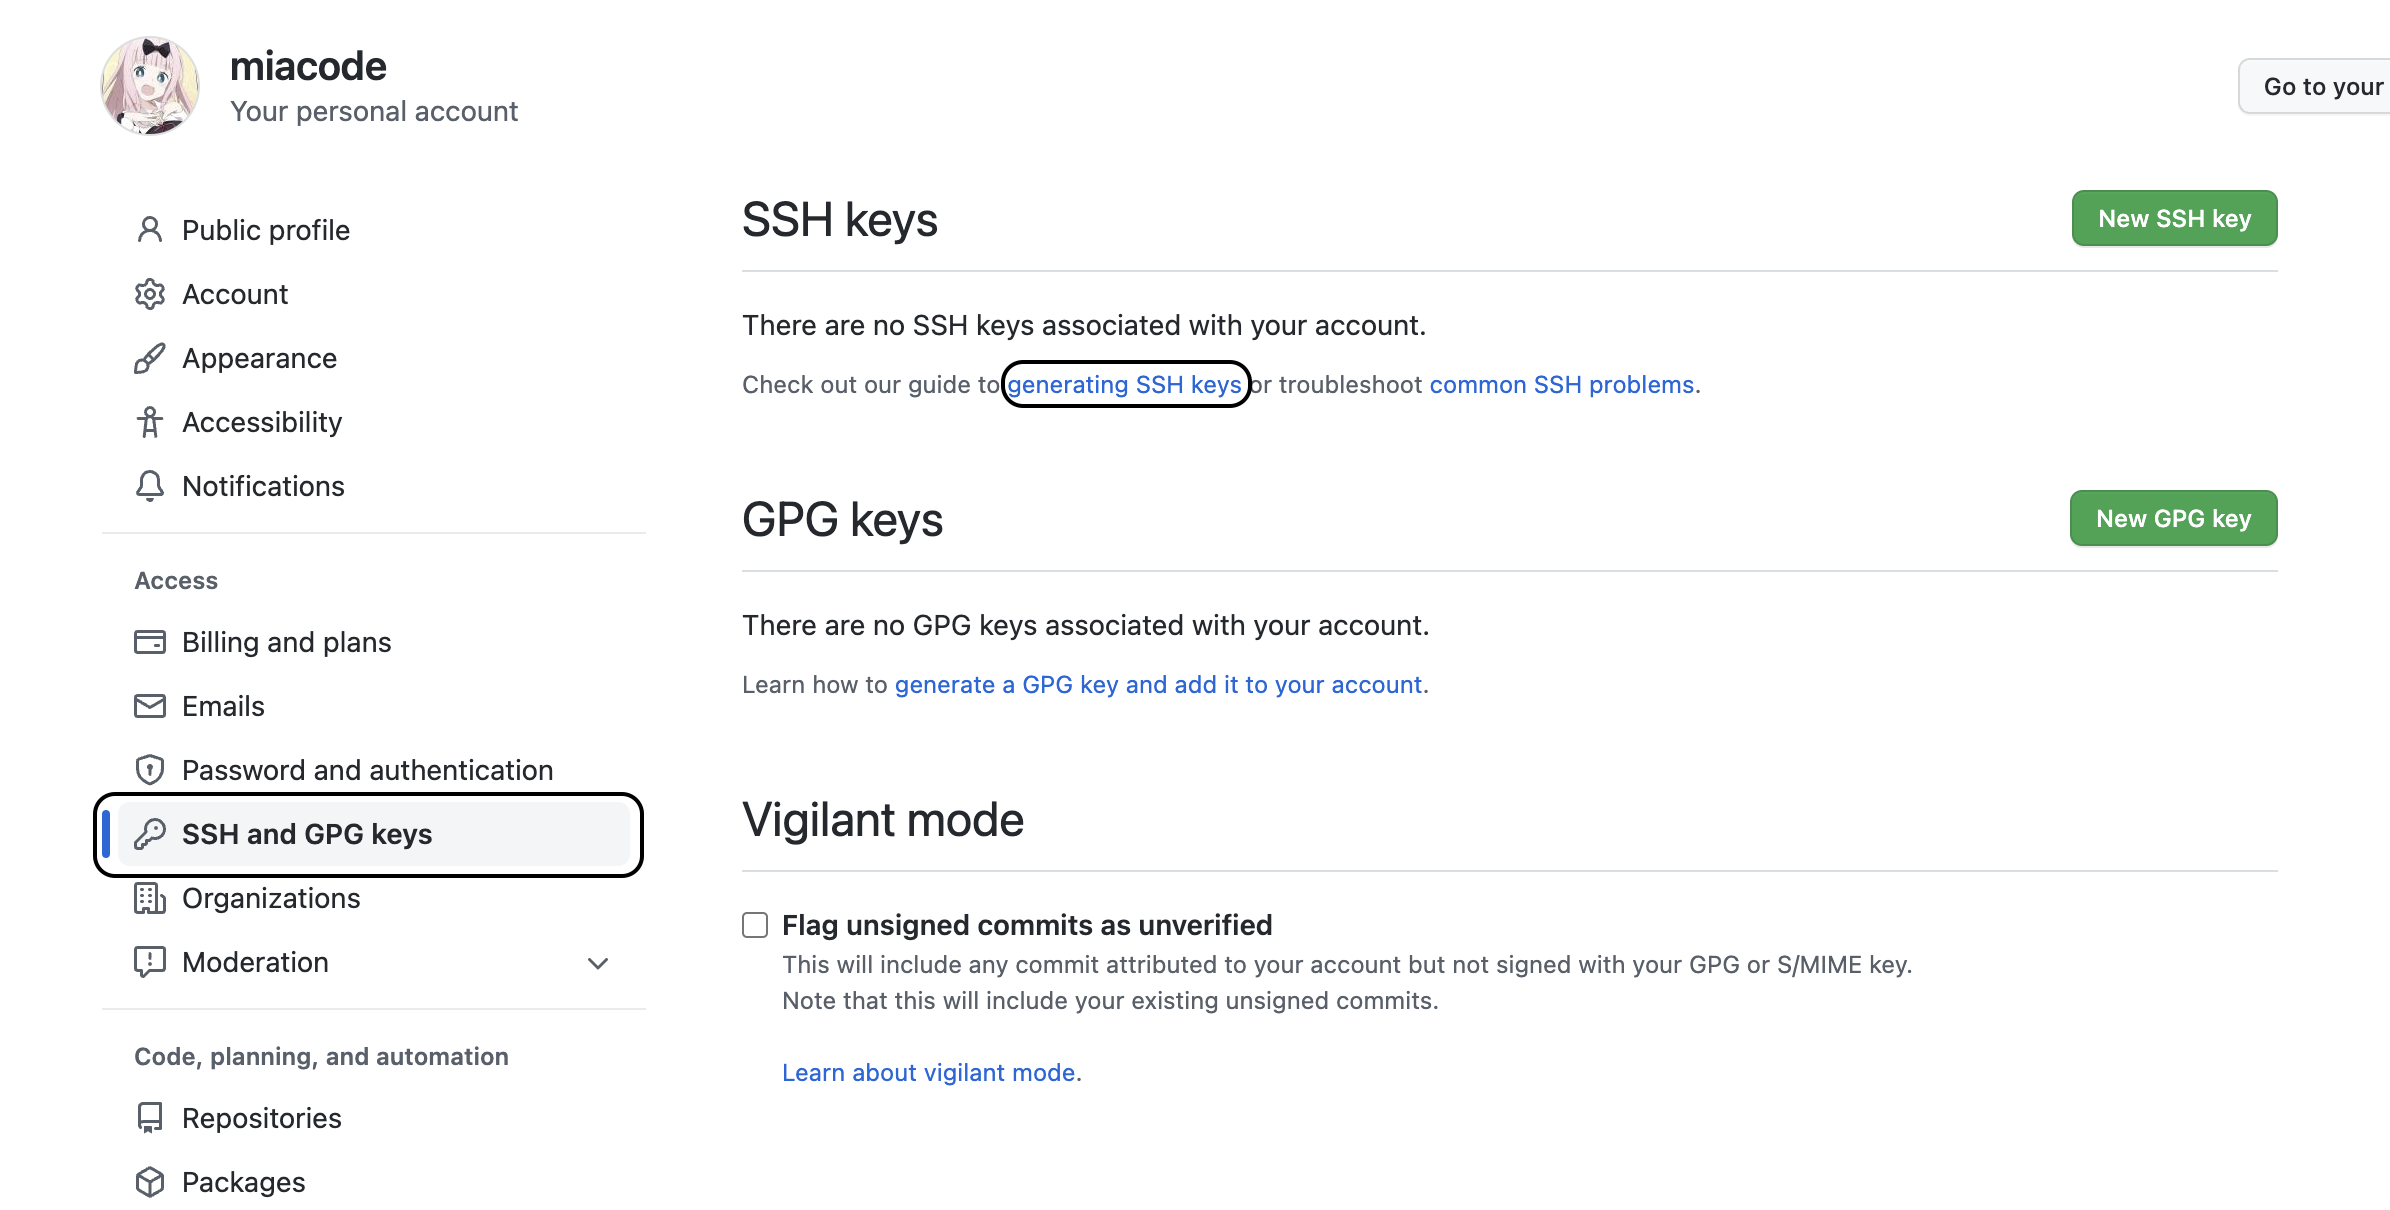 miacode
Your personal account
Go to your
Public profile
Account
Appearance
Accessibility
Notifications
Access
Billing and plans
Emails
Password and authentication
SSH and GPG keys
Organizations
Moderation
Code, planning, and automation
Repositories
Packages
SSH keys
New SSH key
There are no SSH keys associated with your account.
Check out our guide to generating SSH keys or troubleshoot common SSH problems.
GPG keys
New GPG key
There are no GPG keys associated with your account.
Learn how to generate a GPG key and add it to your account.
Vigilant mode
Flag unsigned commits as unverified
This will include any commit attributed to your account but not signed with your GPG or S/MIME key.
Note that this will include your existing unsigned commits.
Learn about vigilant mode.